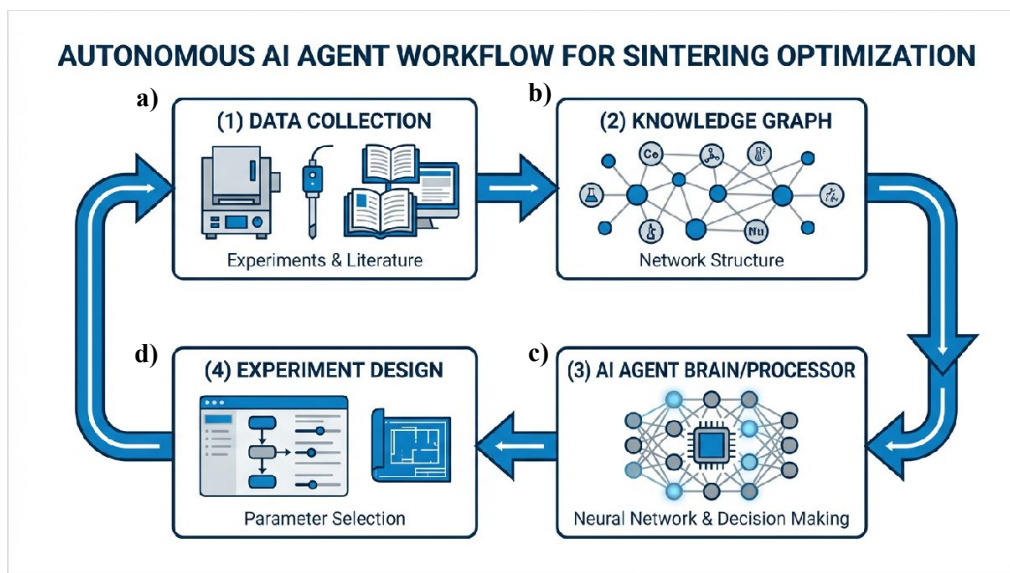 AUTONOMOUS AI AGENT WORKFLOW FOR SINTERING OPTIMIZATION
a)
(1) DATA COLLECTION
Experiments & Literature
b)
(2) KNOWLEDGE GRAPH
Ce
Nu
Network Structure
d)
(4) EXPERIMENT DESIGN
Parameter Selection
c)
(3) AI AGENT BRAIN/PROCESSOR
Neural Network & Decision Making